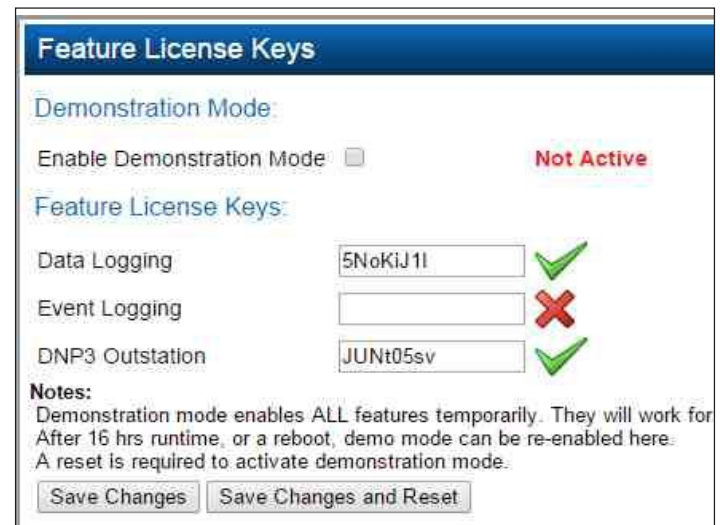 Feature License Keys
Demonstration Mode:
Enable Demonstration Mode Not Active
Feature License Keys:
Data Logging 5NoKiJ1I
Event Logging
DNP3 Outstation JUNt05sv
Notes:
Demonstration mode enables ALL features temporarily. They will work for
After 16 hrs runtime, or a reboot, demo mode can be re-enabled here.
A reset is required to activate demonstration mode.
Save Changes Save Changes and Reset